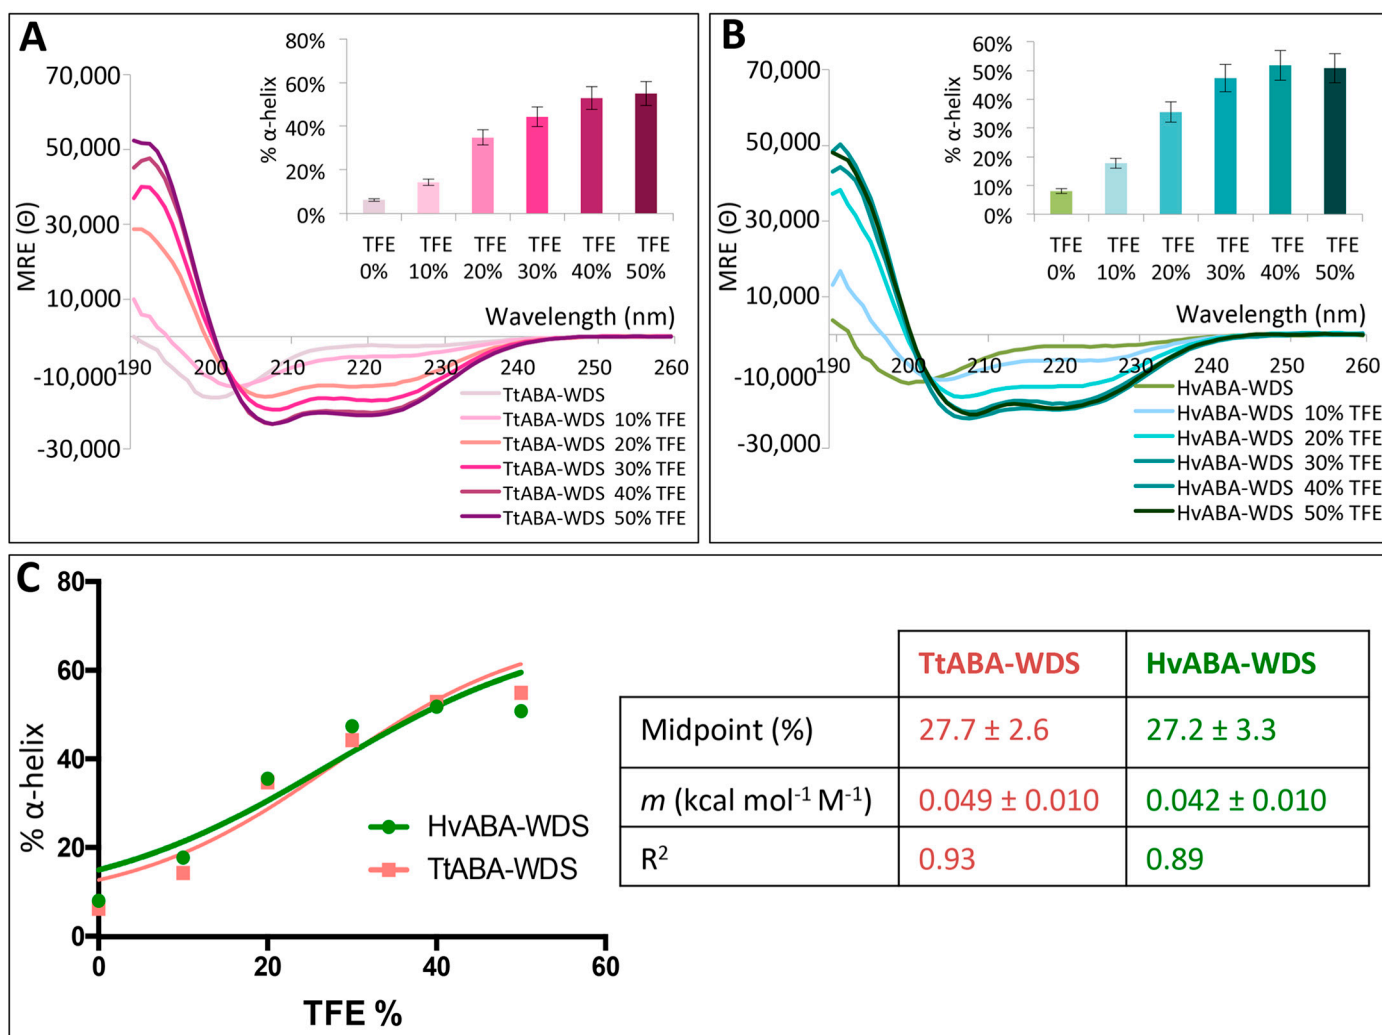 A
80%
60%
40%
20%
0%
% α-helix
TFE TFE TFE TFE TFE TFE
0% 10% 20% 30% 40% 50%
70,000
50,000
30,000
10,000
-10,000
-30,000
MRE (Θ)
Wavelength (nm)
190 200 210 220 230 240 250 260
TtABA-WDS
TtABA-WDS 10% TFE
TtABA-WDS 20% TFE
TtABA-WDS 30% TFE
TtABA-WDS 40% TFE
TtABA-WDS 50% TFE
B
60%
50%
40%
30%
20%
10%
0%
% α-helix
TFE TFE TFE TFE TFE TFE
0% 10% 20% 30% 40% 50%
70,000
50,000
30,000
10,000
-10,000
-30,000
MRE (Θ)
Wavelength (nm)
190 200 210 220 230 240 250 260
HvABA-WDS
HvABA-WDS 10% TFE
HvABA-WDS 20% TFE
HvABA-WDS 30% TFE
HvABA-WDS 40% TFE
HvABA-WDS 50% TFE
C
80
60
40
20
0
% α-helix
0 20 40 60
TFE %
HvABA-WDS
TtABA-WDS
TtABA-WDS HvABA-WDS
Midpoint (%) 27.7 ± 2.6 27.2 ± 3.3
m (kcal mol⁻¹ M⁻¹) 0.049 ± 0.010 0.042 ± 0.010
R² 0.93 0.89